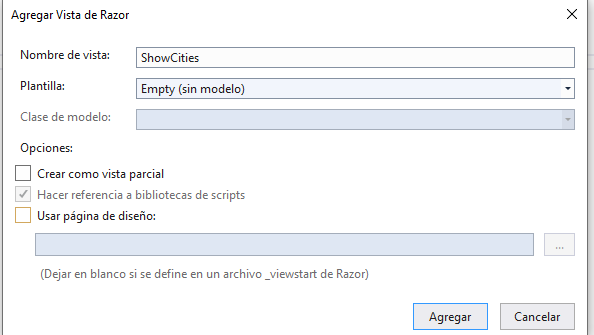 Agregar Vista de Razor
Nombre de vista: ShowCities
Plantilla: Empty (sin modelo)
Clase de modelo:
Opciones:
Crear como vista parcial
Hacer referencia a bibliotecas de scripts
Usar página de diseño:
...
(Dejar en blanco si se define en un archivo _viewstart de Razor)
Agregar Cancelar